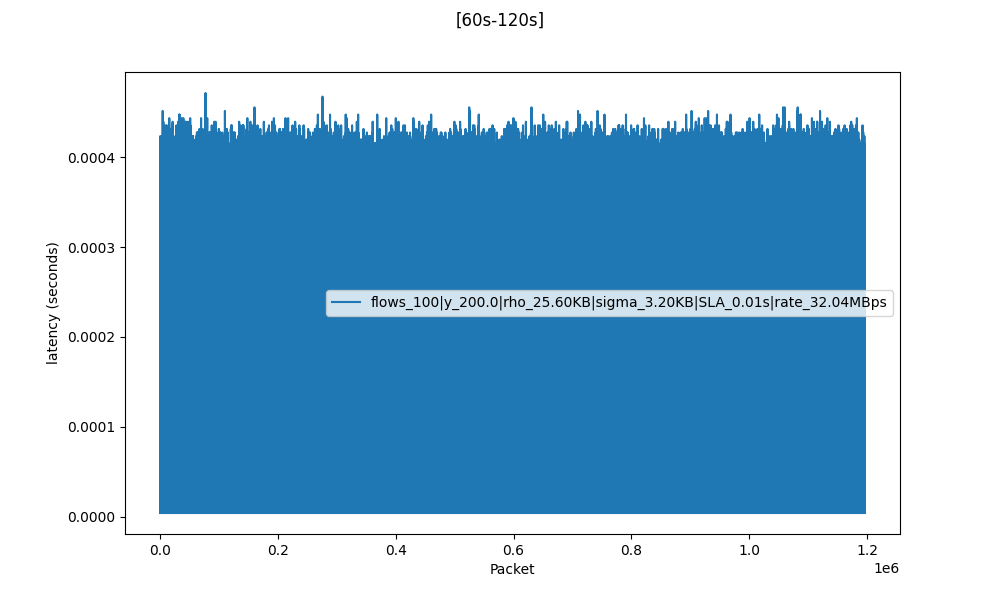 [60s-120s]
latency (seconds)
0.0004
0.0003
0.0002
0.0001
0.0000
flows_100|y_200.0|rho_25.60KB|sigma_3.20KB|SLA_0.01s|rate_32.04MBps
0.0 0.2 0.4 0.6 0.8 1.0 1.2
1e6
Packet